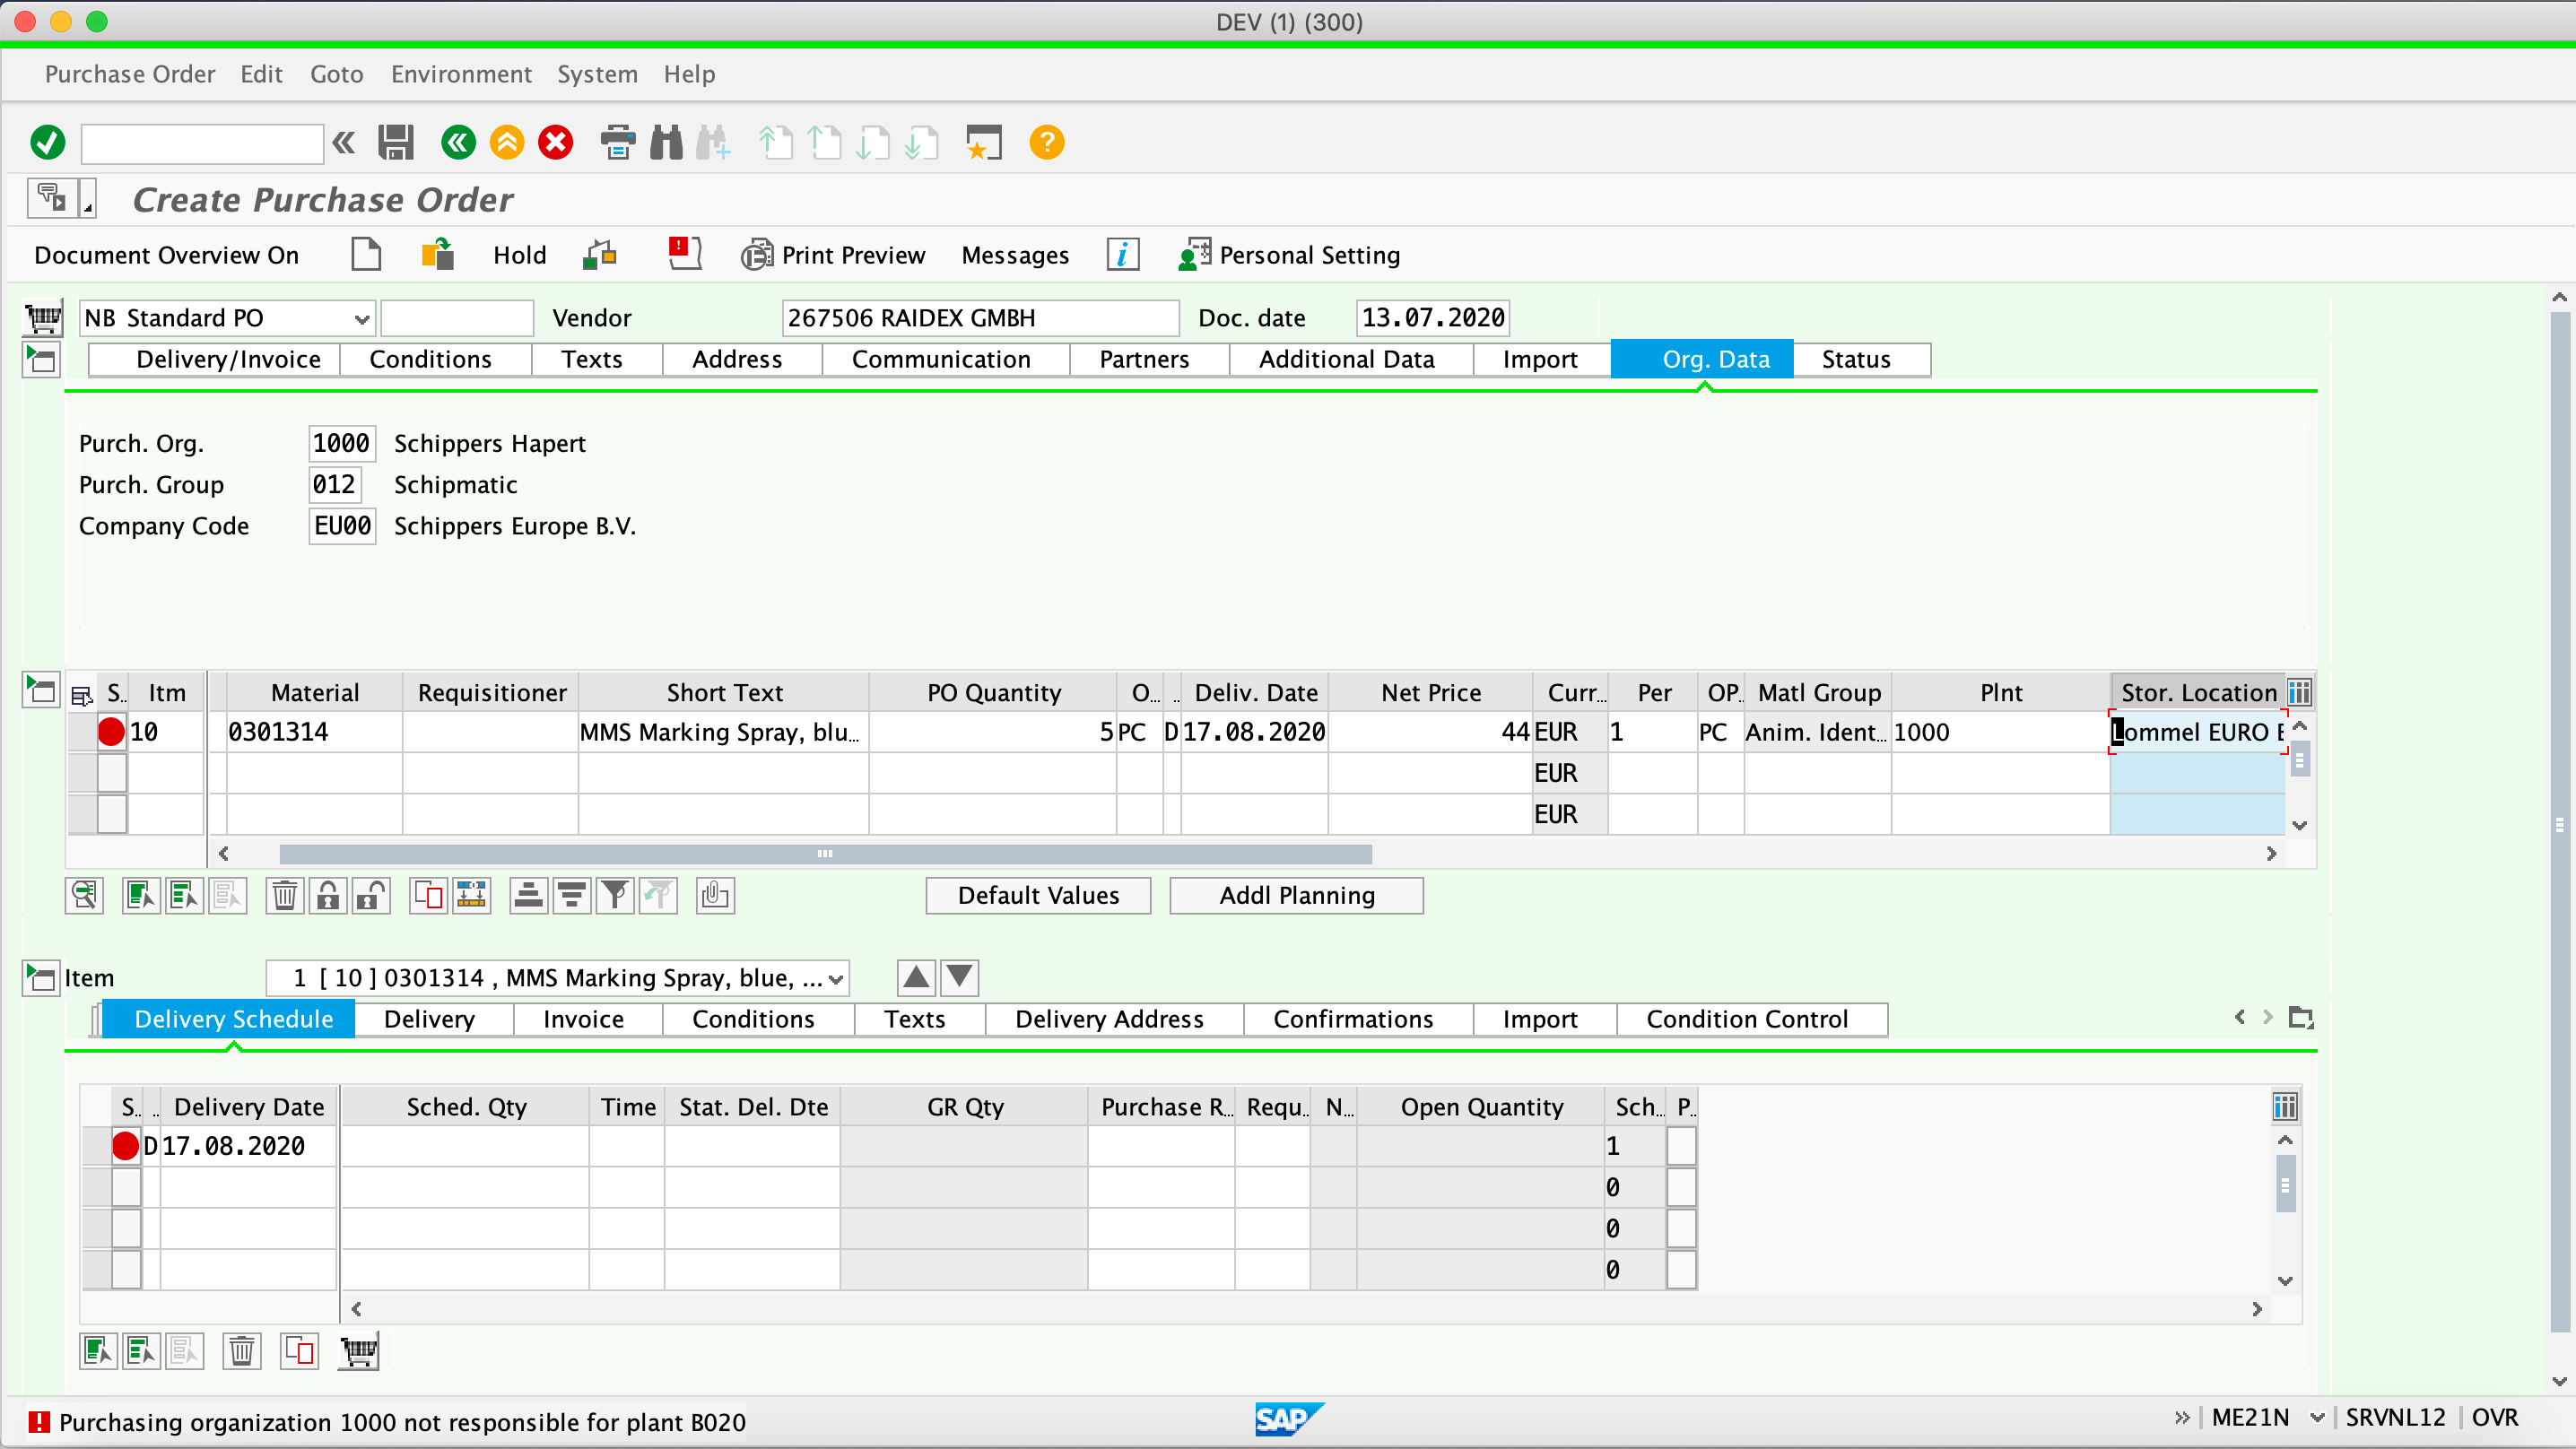 DEV (1) (300)
Purchase Order Edit Goto Environment System Help
Create Purchase Order
Document Overview On Hold Print Preview Messages Personal Setting
NB Standard PO Vendor 267506 RAIDEX GMBH Doc. date 13.07.2020
Delivery/Invoice Conditions Texts Address Communication Partners Additional Data Import Org. Data Status
Purch. Org. 1000 Schippers Hapert
Purch. Group 012 Schipmatic
Company Code EU00 Schippers Europe B.V.
S.. Itm Material Requisitioner Short Text PO Quantity O... .. Deliv. Date Net Price Curr... Per OP.. Matl Group Plnt Stor. Location
10 0301314 MMS Marking Spray, blu... 5 PC D 17.08.2020 44 EUR 1 PC Anim. Ident... 1000 Lommel EURO
EUR
EUR
Default Values Addl Planning
Item 1 [ 10 ] 0301314 , MMS Marking Spray, blue, ...
Delivery Schedule Delivery Invoice Conditions Texts Delivery Address Confirmations Import Condition Control
S.. .. Delivery Date Sched. Qty Time Stat. Del. Dte GR Qty Purchase R... Requ.. N... Open Quantity Sch... P..
D 17.08.2020 1
0
0
0
Purchasing organization 1000 not responsible for plant B020 SAP ME21N SRVNL12 OVR